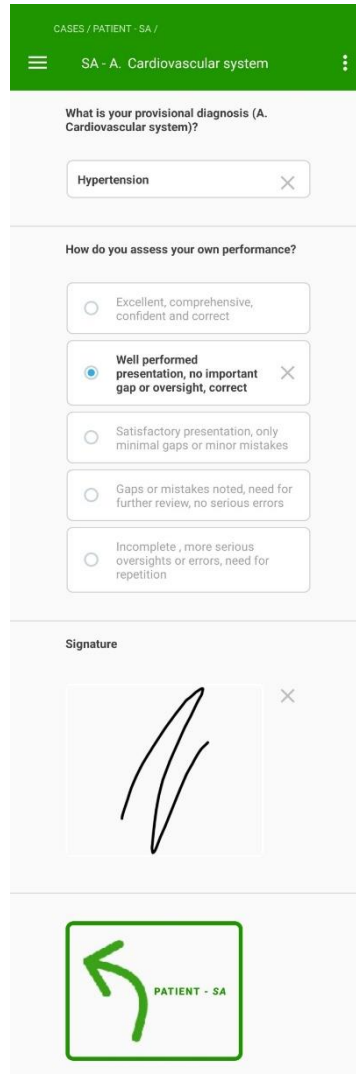 CASES / PATIENT - SA /
SA - A. Cardiovascular system
What is your provisional diagnosis (A.
Cardiovascular system)?
Hypertension
How do you assess your own performance?
Excellent, comprehensive,
confident and correct
Well performed
presentation, no important
gap or oversight, correct
Satisfactory presentation, only
minimal gaps or minor mistakes
Gaps or mistakes noted, need for
further review, no serious errors
Incomplete , more serious
oversights or errors, need for
repetition
Signature
PATIENT - SA